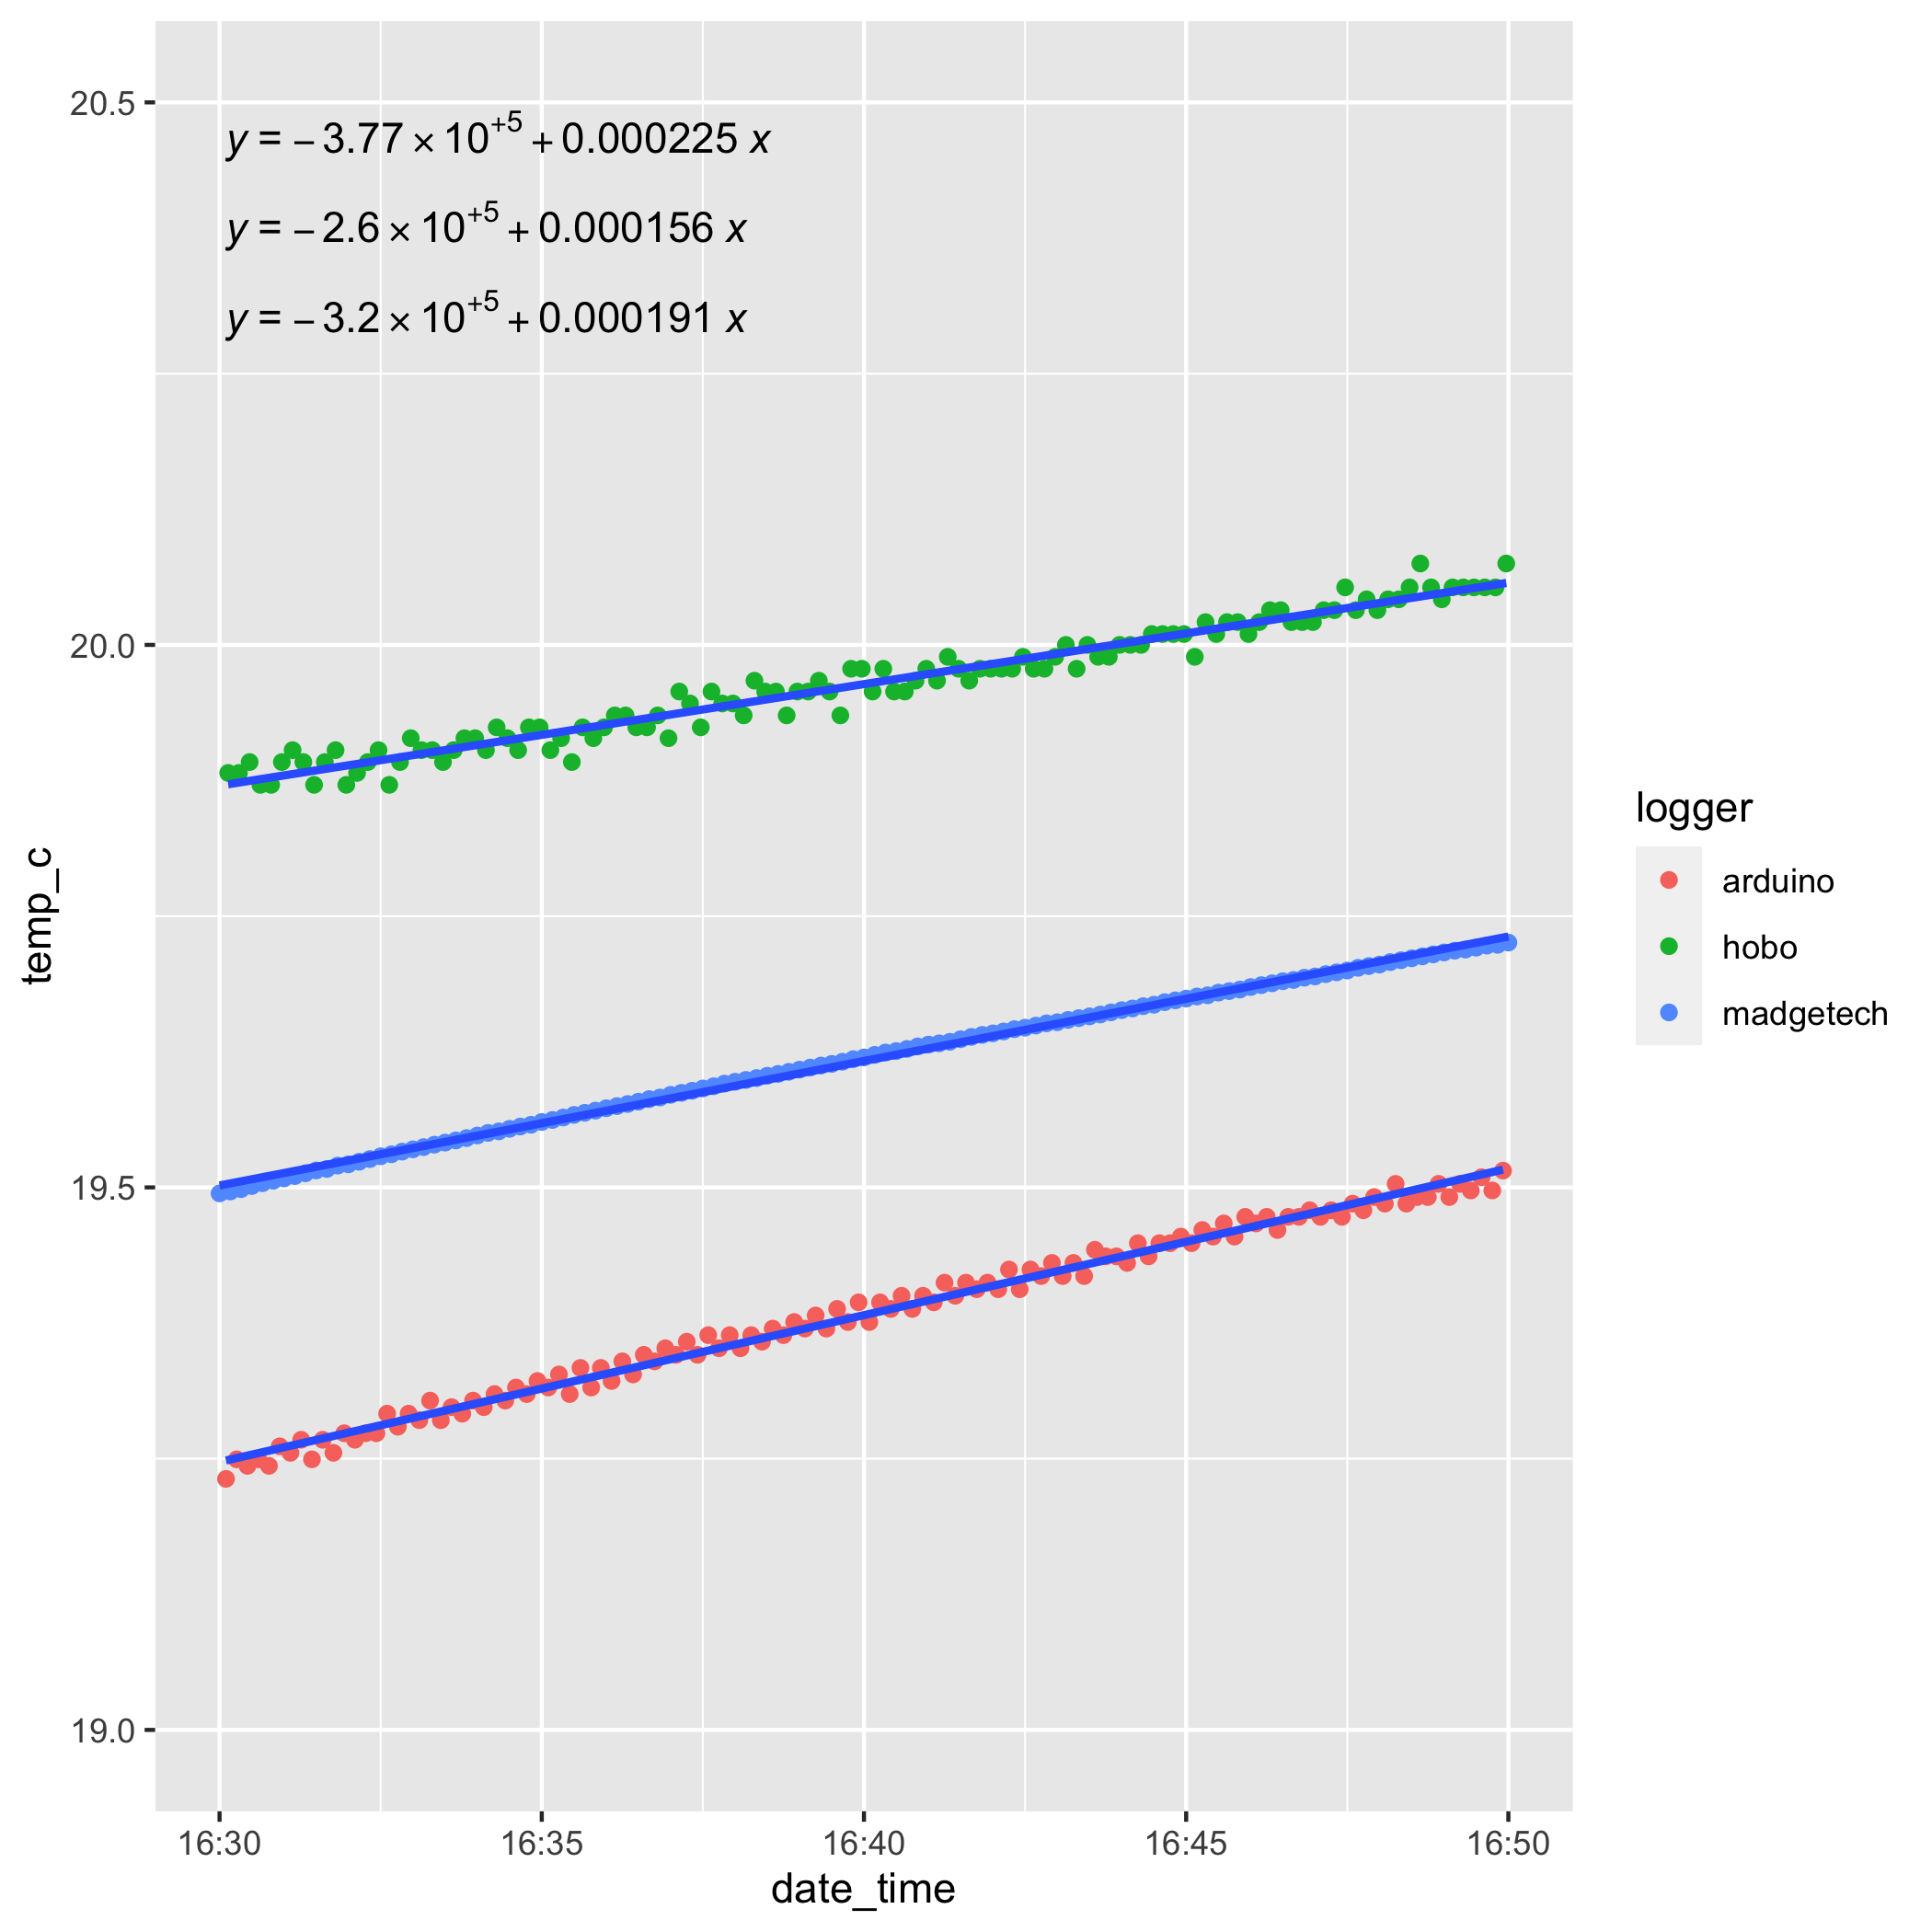 20.5
y = − 3.77 × 10⁺⁵ + 0.000225 x
y = − 2.6 × 10⁺⁵ + 0.000156 x
y = − 3.2 × 10⁺⁵ + 0.000191 x
20.0
19.5
19.0
temp_c
16:30 16:35 16:40 16:45 16:50
date_time
logger
arduino
hobo
madgetech